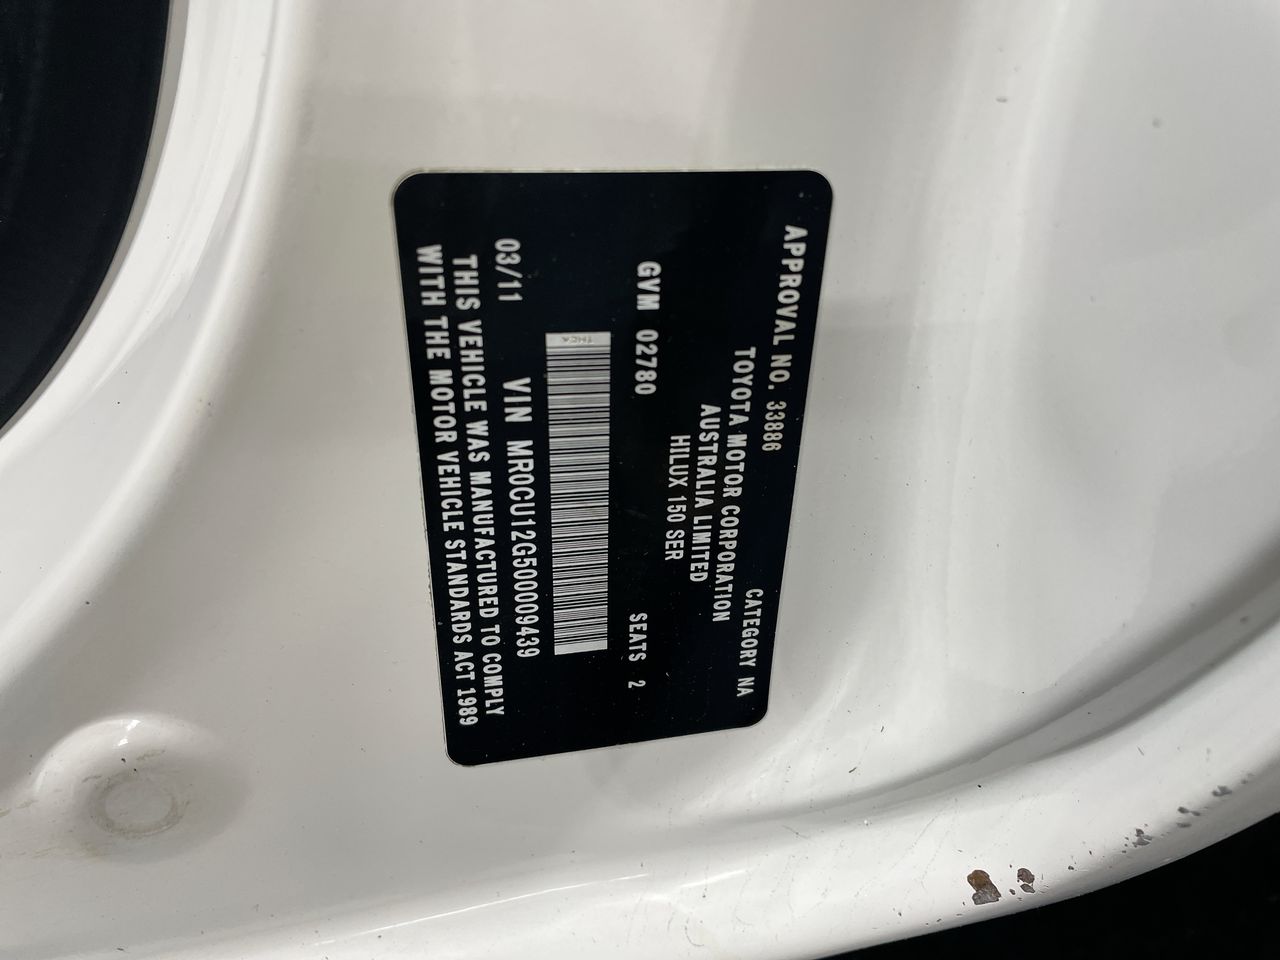 APPROVAL NO. 33886 CATEGORY NA
TOYOTA MOTOR CORPORATION
AUSTRALIA LIMITED
HILUX 150 SER
GVM 02780 SEATS 2
03/11 VIN MR0CU12G500009439
THIS VEHICLE WAS MANUFACTURED TO COMPLY
WITH THE MOTOR VEHICLE STANDARDS ACT 1989